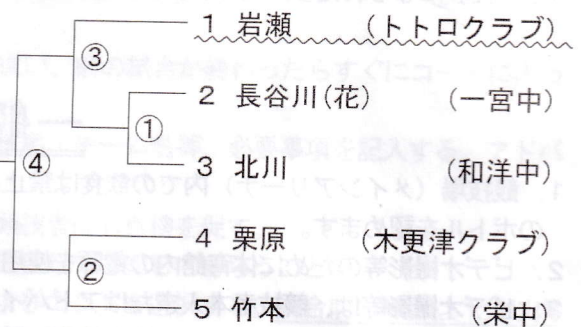 1 岩瀬 (トトロクラブ)
③
2 長谷川(花) (一宮中)
①
3 北川 (和洋中)
④
4 栗原 (木更津クラブ)
②
5 竹本 (栄中)